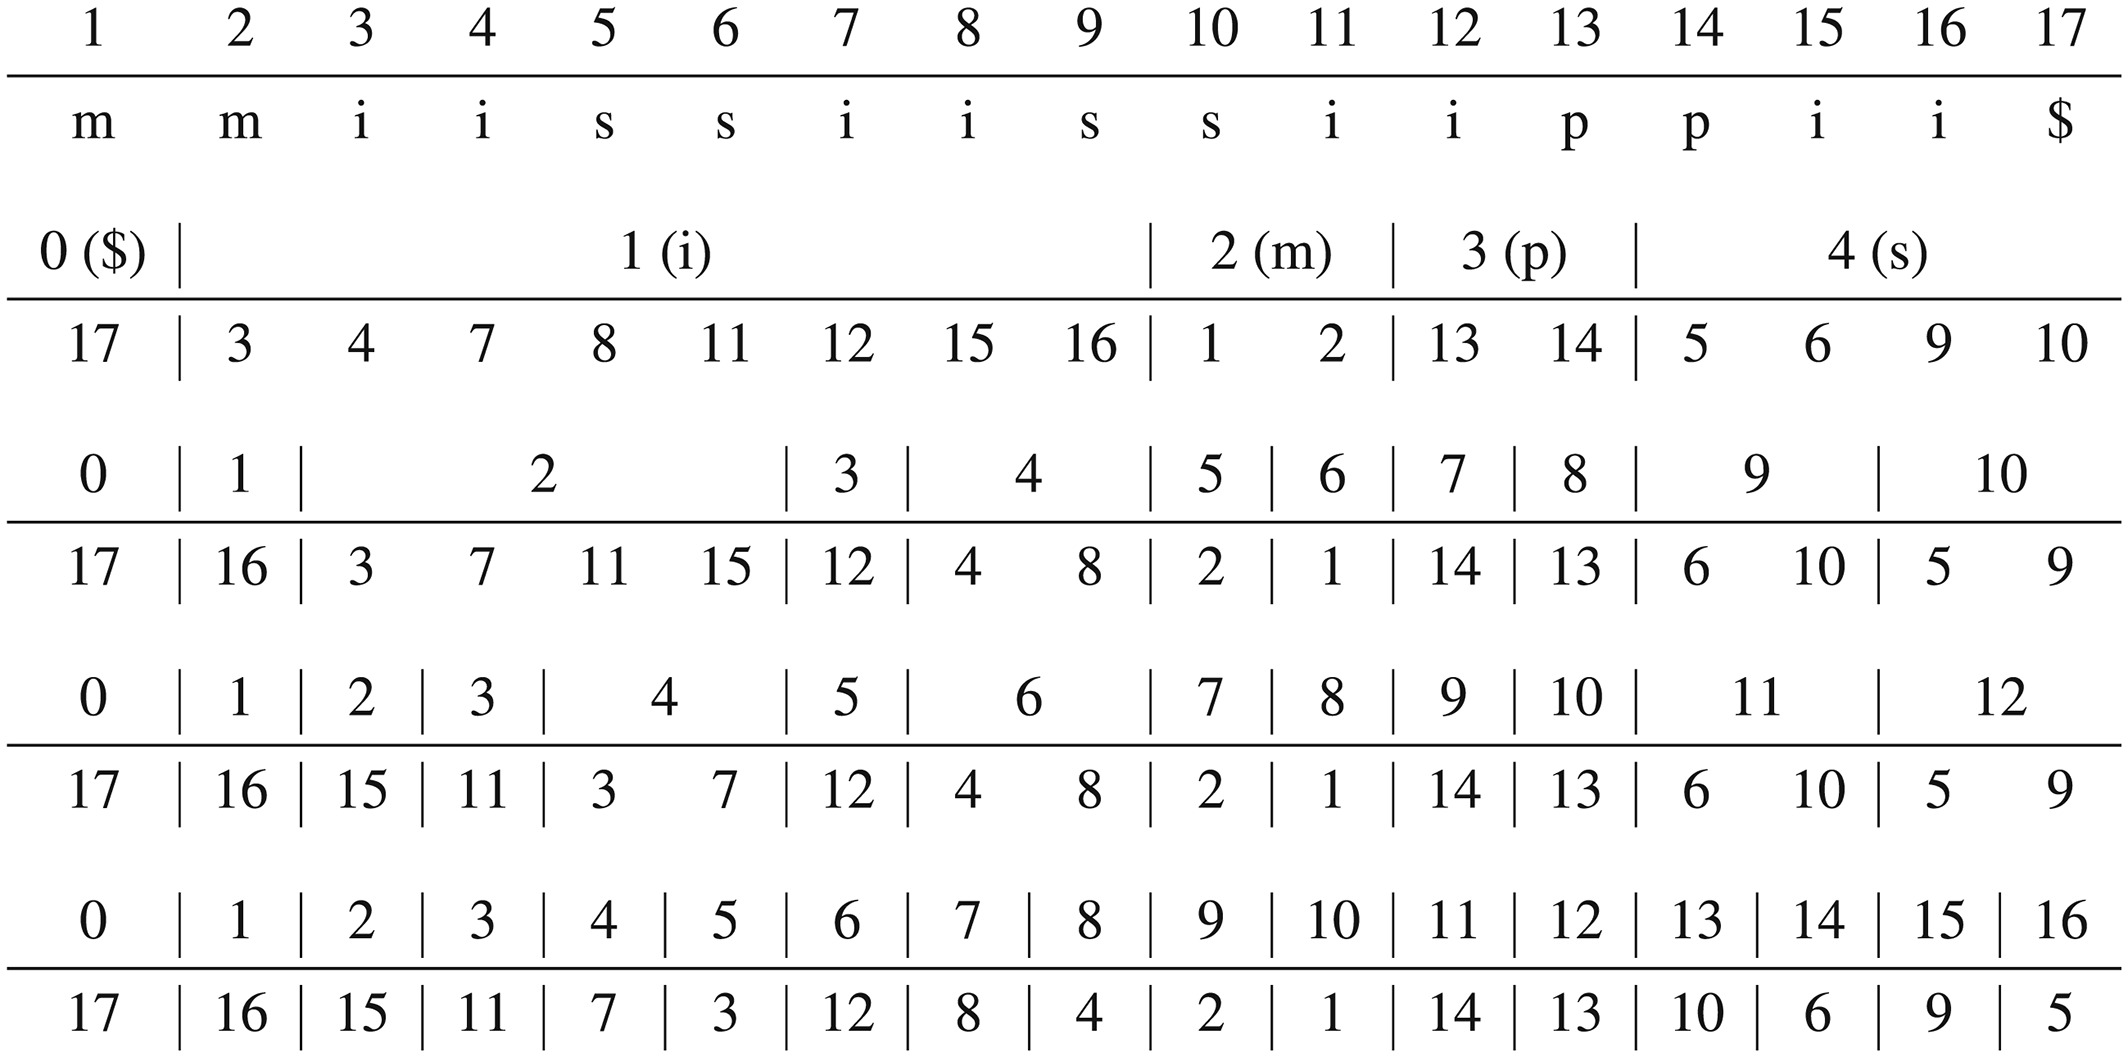 1 2 3 4 5 6 7 8 9 10 11 12 13 14 15 16 17
m m i i s s i i s s i i p p i i $
0 ($) | 1 (i) | 2 (m) | 3 (p) | 4 (s)
17 | 3 4 7 8 11 12 15 16 | 1 2 | 13 14 | 5 6 9 10
0 | 1 | 2 | 3 | 4 | 5 | 6 | 7 | 8 | 9 | 10
17 | 16 | 3 7 11 15 | 12 | 4 8 | 2 | 1 | 14 | 13 | 6 10 | 5 9
0 | 1 | 2 | 3 | 4 | 5 | 6 | 7 | 8 | 9 | 10 | 11 | 12
17 | 16 | 15 | 11 | 3 7 | 12 | 4 8 | 2 | 1 | 14 | 13 | 6 10 | 5 9
0 | 1 | 2 | 3 | 4 | 5 | 6 | 7 | 8 | 9 | 10 | 11 | 12 | 13 | 14 | 15 | 16
17 | 16 | 15 | 11 | 7 | 3 | 12 | 8 | 4 | 2 | 1 | 14 | 13 | 10 | 6 | 9 | 5